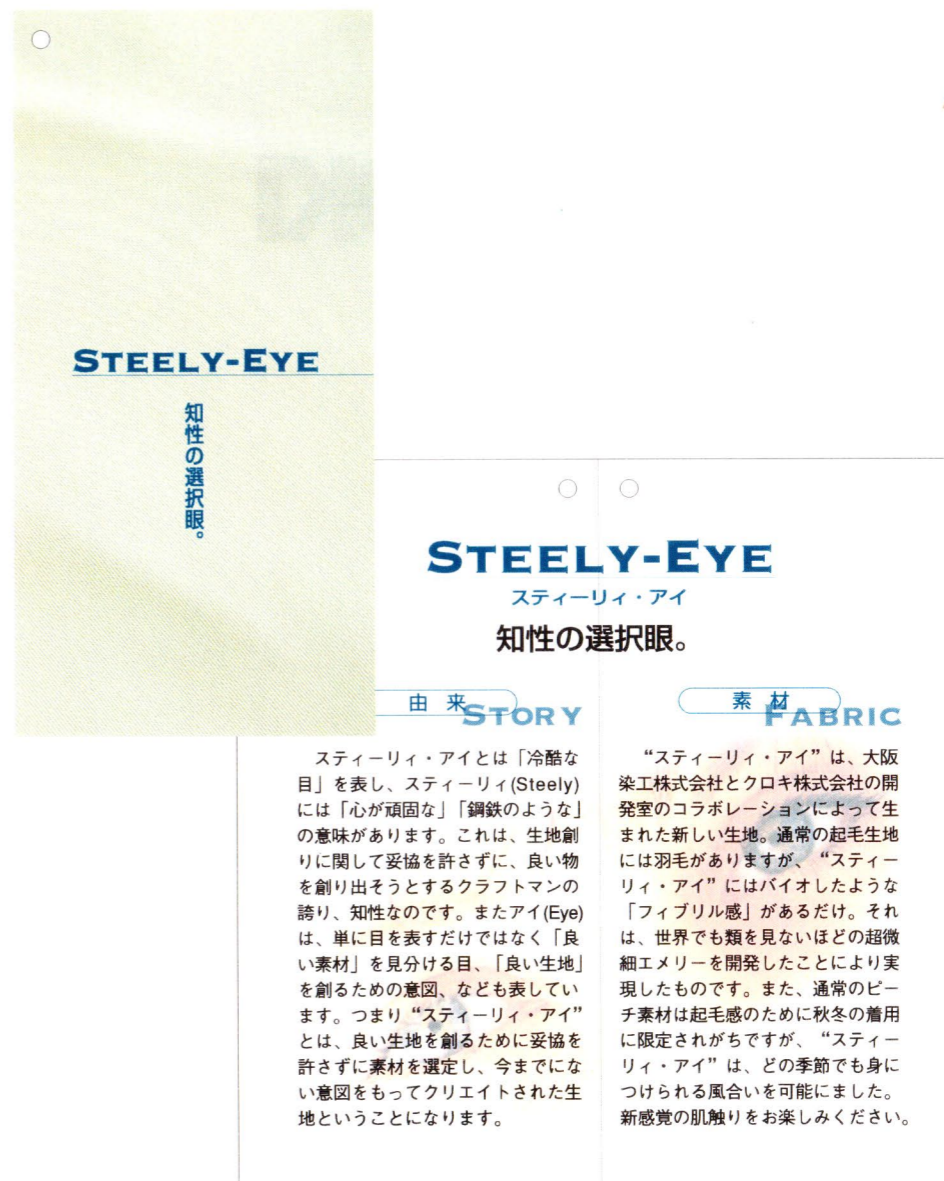 STEELY-EYE
知性の選択眼。
STEELY-EYE
スティーリィ・アイ
知性の選択眼。
由来
STORY
スティーリィ・アイとは「冷酷な
目」を表し、スティーリィ(Steely)
には「心が頑固な」「鋼鉄のような」
の意味があります。これは、生地創
りに関して妥協を許さずに、良い物
を創り出そうとするクラフトマンの
誇り、知性なのです。またアイ(Eye)
は、単に目を表すだけではなく「良
い素材」を見分ける目、「良い生地」
を創るための意図、なども表してい
ます。つまり“スティーリィ・アイ”
とは、良い生地を創るために妥協を
許さずに素材を選定し、今までにな
い意図をもってクリエイトされた生
地ということになります。
素材
FABRIC
“スティーリィ・アイ”は、大阪
染工株式会社とクロキ株式会社の開
発室のコラボレーションによって生
まれた新しい生地。通常の起毛生地
には羽毛がありますが、“スティー
リィ・アイ”にはバイオしたような
「フィブリル感」があるだけ。それ
は、世界でも類を見ないほどの超微
細エメリーを開発したことにより実
現したものです。また、通常のピー
チ素材は起毛感のために秋冬の着用
に限定されがちですが、“スティー
リィ・アイ”は、どの季節でも身に
つけられる風合いを可能にました。
新感覚の肌触りをお楽しみください。